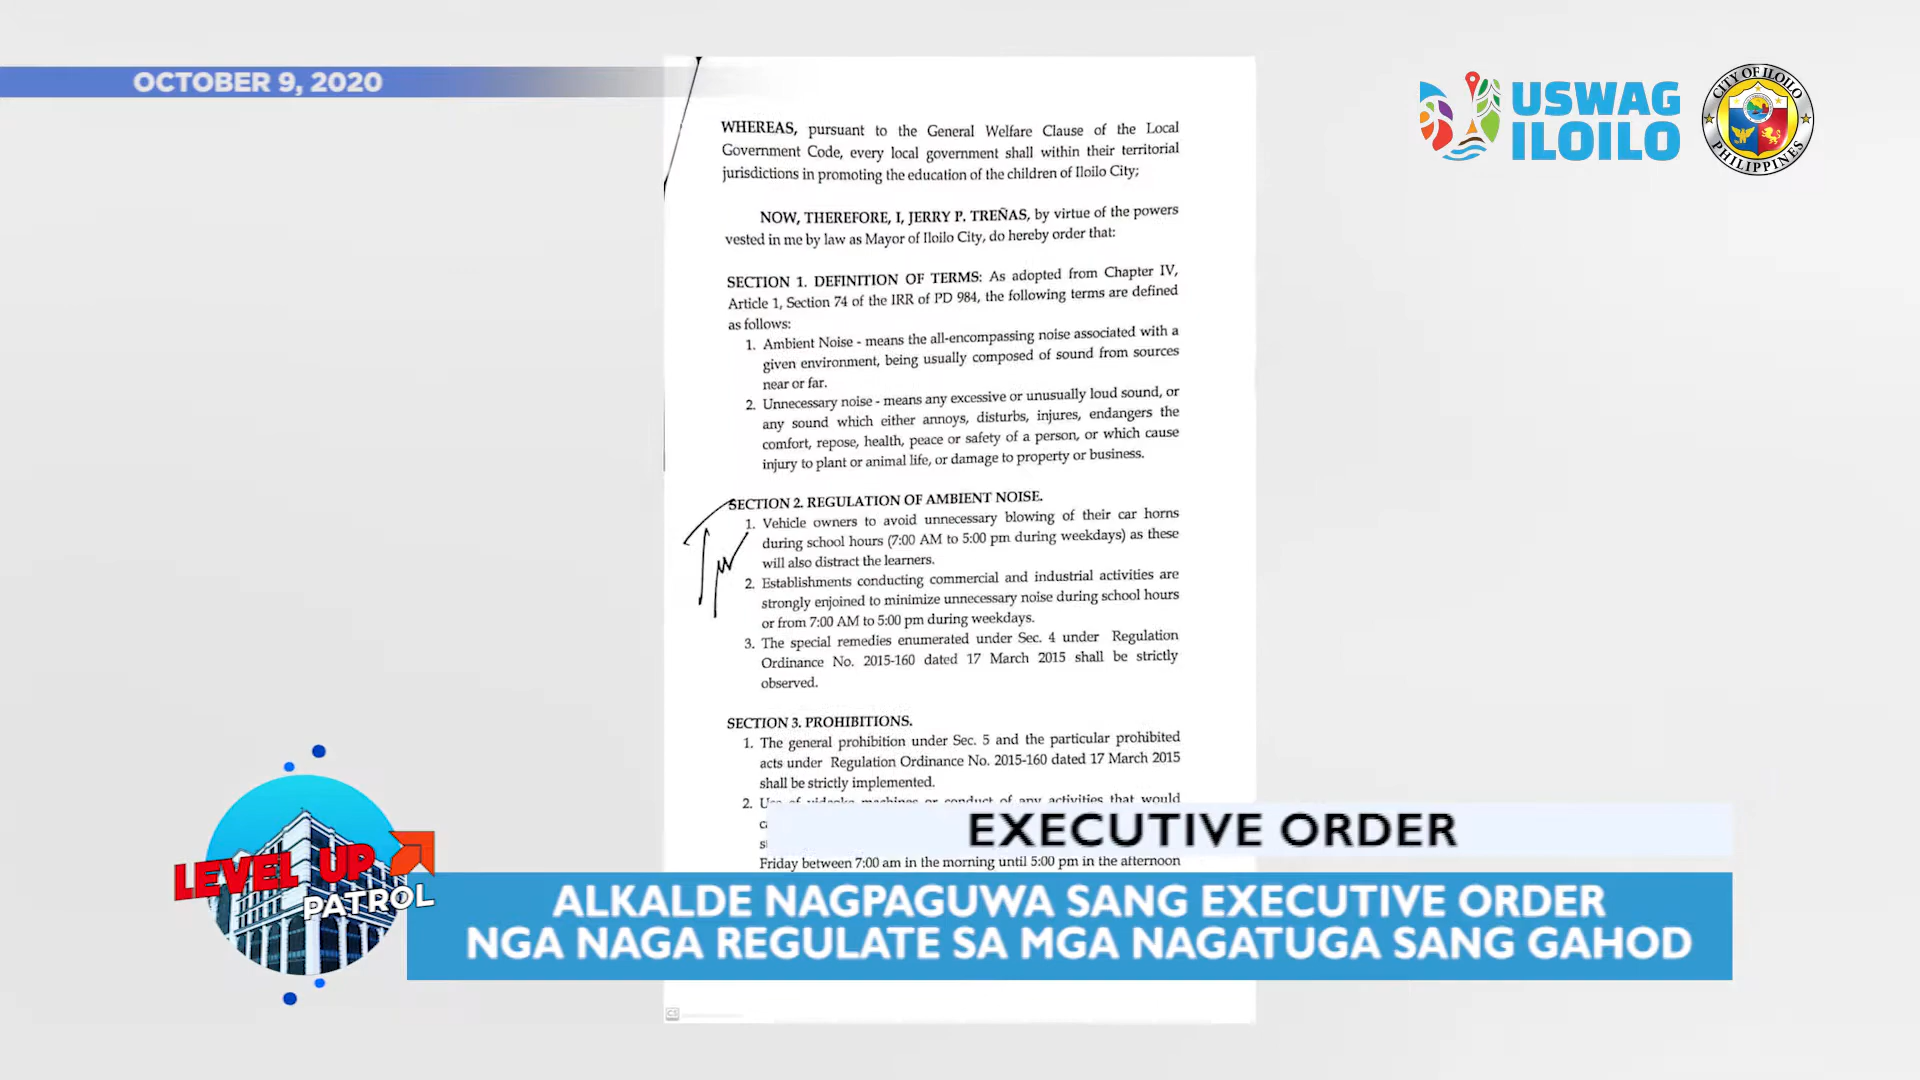 OCTOBER 9, 2020
USWAG
ILOILO
CITY OF ILOILO
PHILIPPINES
WHEREAS, pursuant to the General Welfare Clause of the Local
Government Code, every local government shall within their territorial
jurisdictions in promoting the education of the children of Iloilo City;
NOW, THEREFORE, I, JERRY P. TREÑAS, by virtue of the powers
vested in me by law as Mayor of Iloilo City, do hereby order that:
SECTION 1. DEFINITION OF TERMS: As adopted from Chapter IV,
Article 1, Section 74 of the IRR of PD 984, the following terms are defined
as follows:
1. Ambient Noise - means the all-encompassing noise associated with a
given environment, being usually composed of sound from sources
near or far.
2. Unnecessary noise - means any excessive or unusually loud sound, or
any sound which either annoys, disturbs, injures, endangers the
comfort, repose, health, peace or safety of a person, or which cause
injury to plant or animal life, or damage to property or business.
SECTION 2. REGULATION OF AMBIENT NOISE.
1. Vehicle owners to avoid unnecessary blowing of their car horns
during school hours (7:00 AM to 5:00 pm during weekdays) as these
will also distract the learners.
2. Establishments conducting commercial and industrial activities are
strongly enjoined to minimize unnecessary noise during school hours
or from 7:00 AM to 5:00 pm during weekdays.
3. The special remedies enumerated under Sec. 4 under Regulation
Ordinance No. 2015-160 dated 17 March 2015 shall be strictly
observed.
SECTION 3. PROHIBITIONS.
1. The general prohibition under Sec. 5 and the particular prohibited
acts under Regulation Ordinance No. 2015-160 dated 17 March 2015
shall be strictly implemented.
2. Use of videoke machines or conduct of any activities that would
Friday between 7:00 am in the morning until 5:00 pm in the afternoon
EXECUTIVE ORDER
LEVEL UP
PATROL
ALKALDE NAGPAGUWA SANG EXECUTIVE ORDER
NGA NAGA REGULATE SA MGA NAGATUGA SANG GAHOD
CS